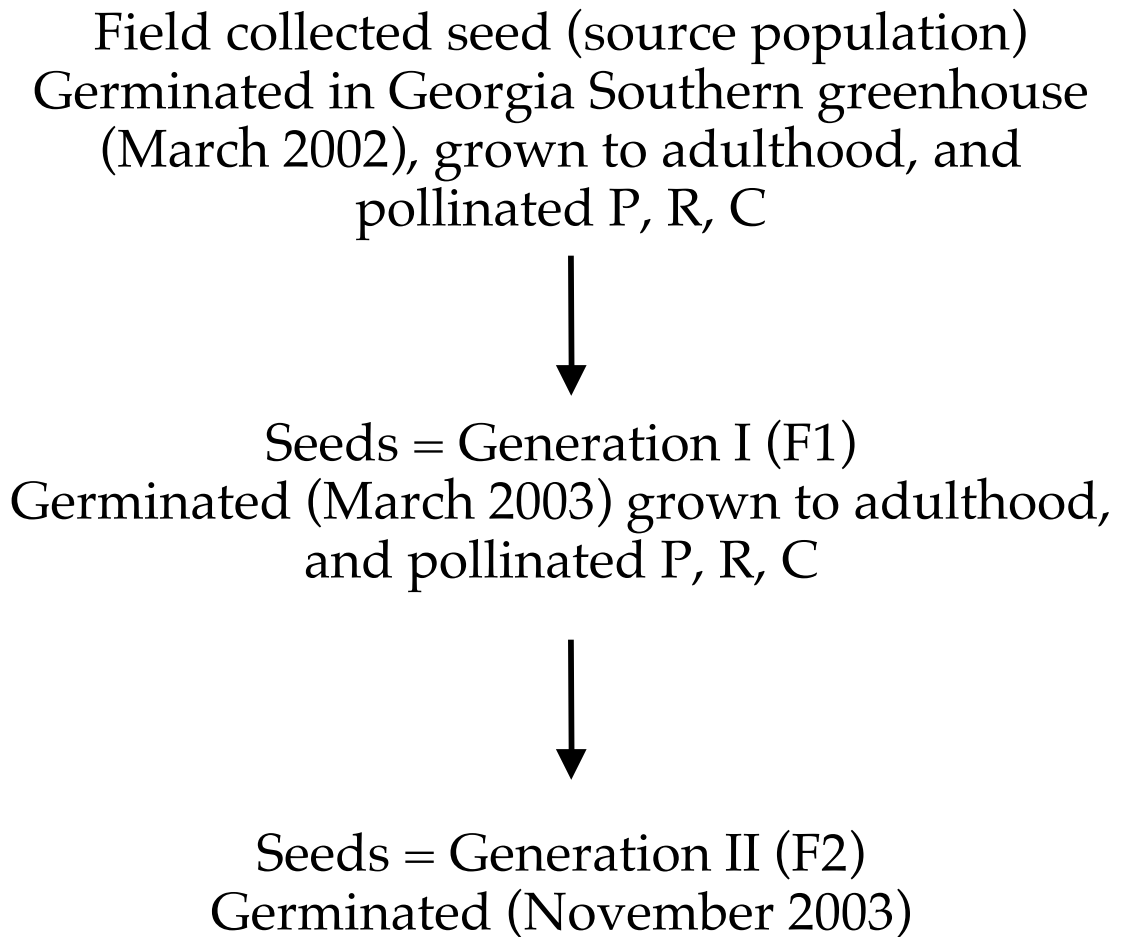 Field collected seed (source population)
Germinated in Georgia Southern greenhouse
(March 2002), grown to adulthood, and
pollinated P, R, C
Seeds = Generation I (F1)
Germinated (March 2003) grown to adulthood,
and pollinated P, R, C
Seeds = Generation II (F2)
Germinated (November 2003)